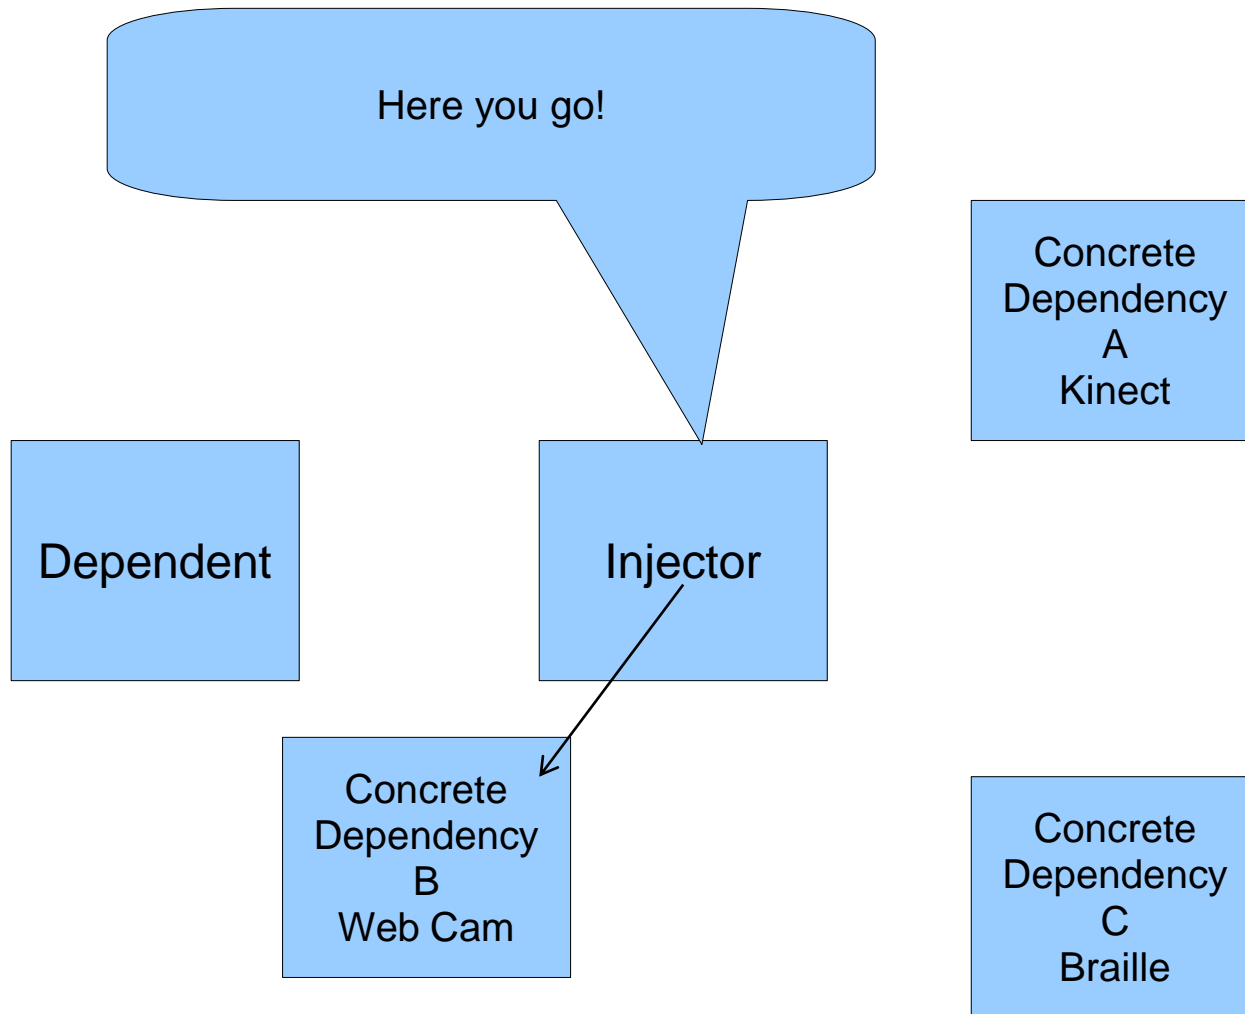 Here you go!
Concrete
Dependency
A
Kinect
Dependent
Injector
Concrete
Dependency
B
Web Cam
Concrete
Dependency
C
Braille